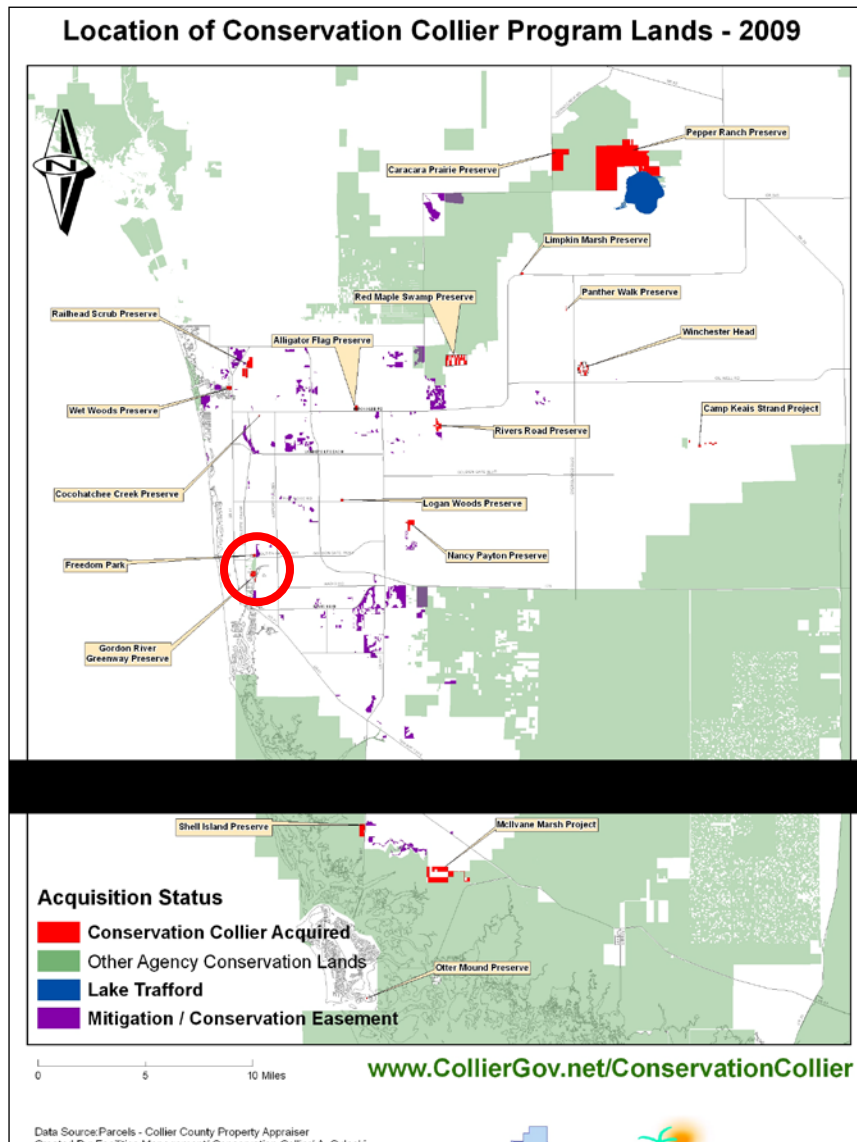 Location of Conservation Collier Program Lands - 2009
N
Pepper Ranch Preserve
Caracara Prairie Preserve
Limpkin Marsh Preserve
Panther Walk Preserve
Red Maple Swamp Preserve
Railhead Scrub Preserve
Alligator Flag Preserve
Winchester Head
Wet Woods Preserve
Camp Keais Strand Project
Rivers Road Preserve
Cocohatchee Creek Preserve
Logan Woods Preserve
Nancy Payton Preserve
Freedom Park
Gordon River
Greenway Preserve
Shell Island Preserve
McIlvane Marsh Project
Acquisition Status
Conservation Collier Acquired
Other Agency Conservation Lands
Lake Trafford
Mitigation / Conservation Easement
Otter Mound Preserve
0 5 10 Miles
www.CollierGov.net/ConservationCollier
Data Source:Parcels - Collier County Property Appraiser